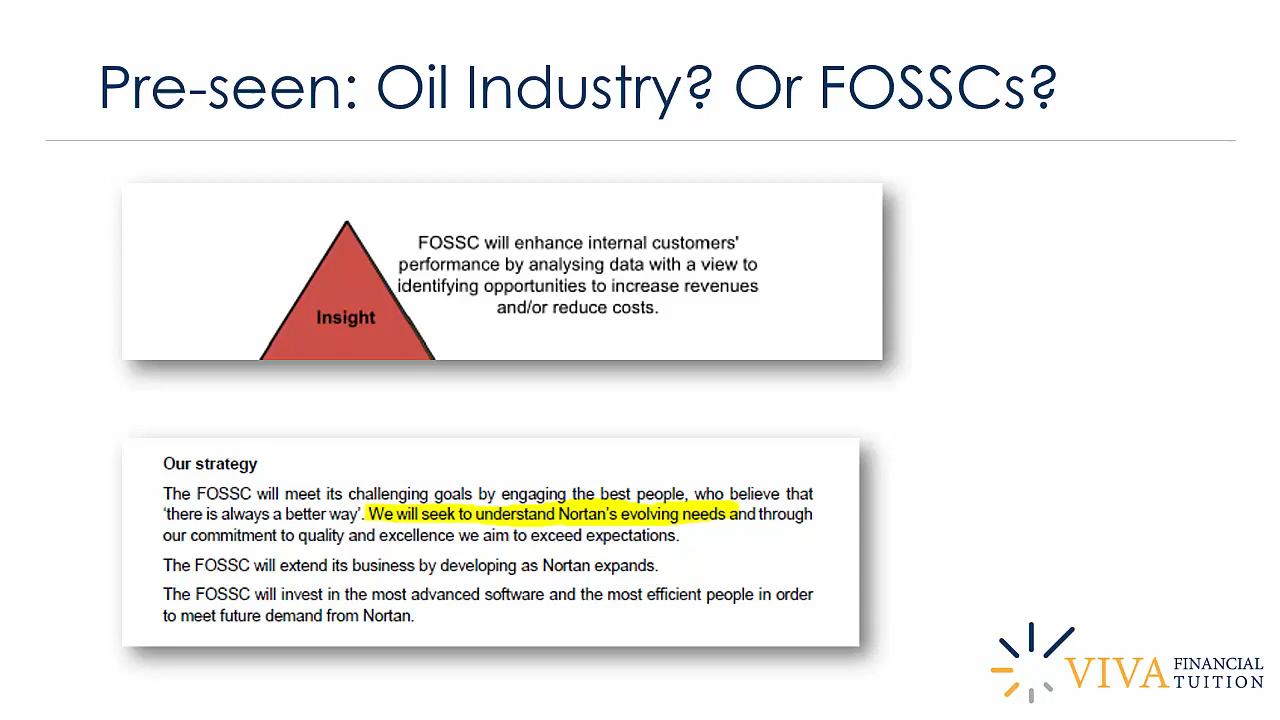 Pre-seen: Oil Industry? Or FOSSCs?
FOSSC will enhance internal customers'
performance by analysing data with a view to
identifying opportunities to increase revenues
and/or reduce costs.
Insight
Our strategy
The FOSSC will meet its challenging goals by engaging the best people, who believe that
‘there is always a better way’. We will seek to understand Nortan’s evolving needs and through
our commitment to quality and excellence we aim to exceed expectations.
The FOSSC will extend its business by developing as Nortan expands.
The FOSSC will invest in the most advanced software and the most efficient people in order
to meet future demand from Nortan.
VIVA FINANCIAL
TUITION